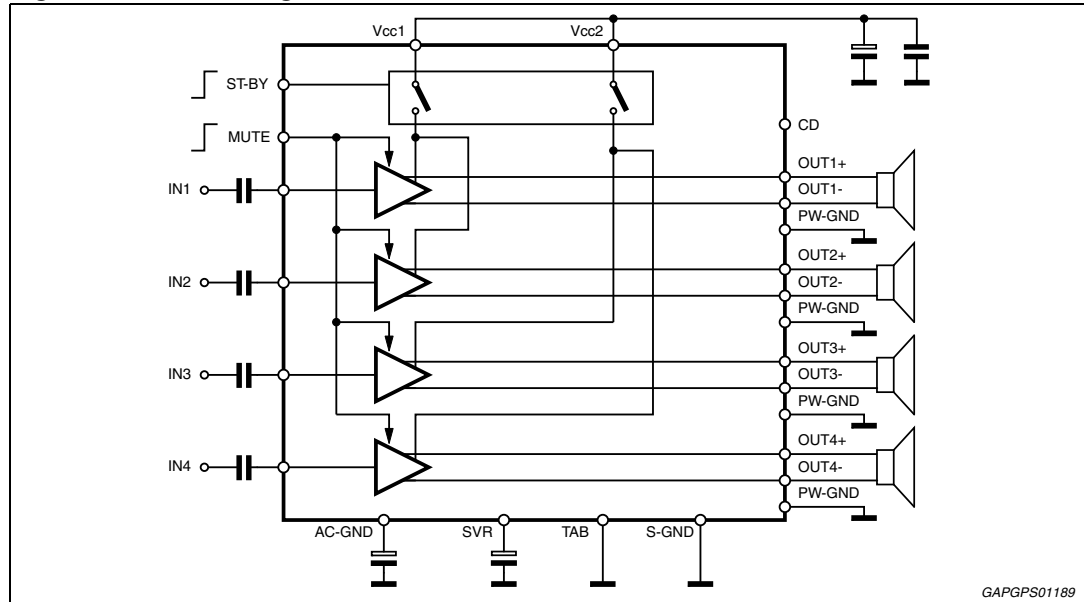 Vcc1 Vcc2
ST-BY
CD
MUTE
OUT1+
IN1
OUT1-
PW-GND
OUT2+
IN2
OUT2-
PW-GND
OUT3+
IN3
OUT3-
PW-GND
OUT4+
IN4
OUT4-
PW-GND
AC-GND SVR TAB S-GND
GAPGPS01189